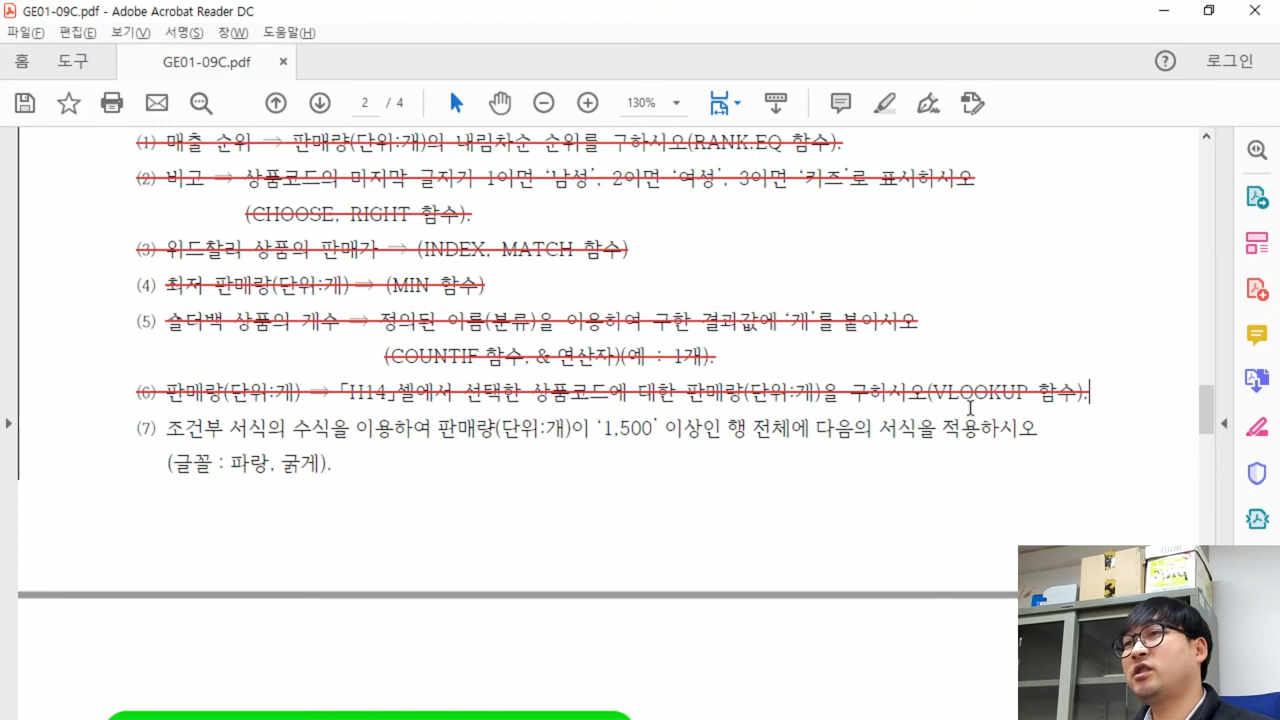 GE01-09C.pdf - Adobe Acrobat Reader DC
파일(F) 편집(E) 보기(V) 서명(S) 창(W) 도움말(H)
홈 도구 GE01-09C.pdf × ? 로그인
2 / 4 130%
(1) 매출 순위 ⇒ 판매량(단위:개)의 내림차순 순위를 구하시오(RANK.EQ 함수).
(2) 비고 ⇒ 상품코드의 마지막 글자가 1이면 ‘남성’, 2이면 ‘여성’, 3이면 ‘키즈’로 표시하시오
(CHOOSE, RIGHT 함수).
(3) 위드찰리 상품의 판매가 ⇒ (INDEX, MATCH 함수)
(4) 최저 판매량(단위:개) ⇒ (MIN 함수)
(5) 숄더백 상품의 개수 ⇒ 정의된 이름(분류)을 이용하여 구한 결과값에 ‘개’를 붙이시오
(COUNTIF 함수, & 연산자)(예 : 1개).
(6) 판매량(단위:개) ⇒ 「H14」셀에서 선택한 상품코드에 대한 판매량(단위:개)을 구하시오(VLOOKUP 함수).
(7) 조건부 서식의 수식을 이용하여 판매량(단위:개)이 ‘1,500’ 이상인 행 전체에 다음의 서식을 적용하시오
(글꼴 : 파랑, 굵게).